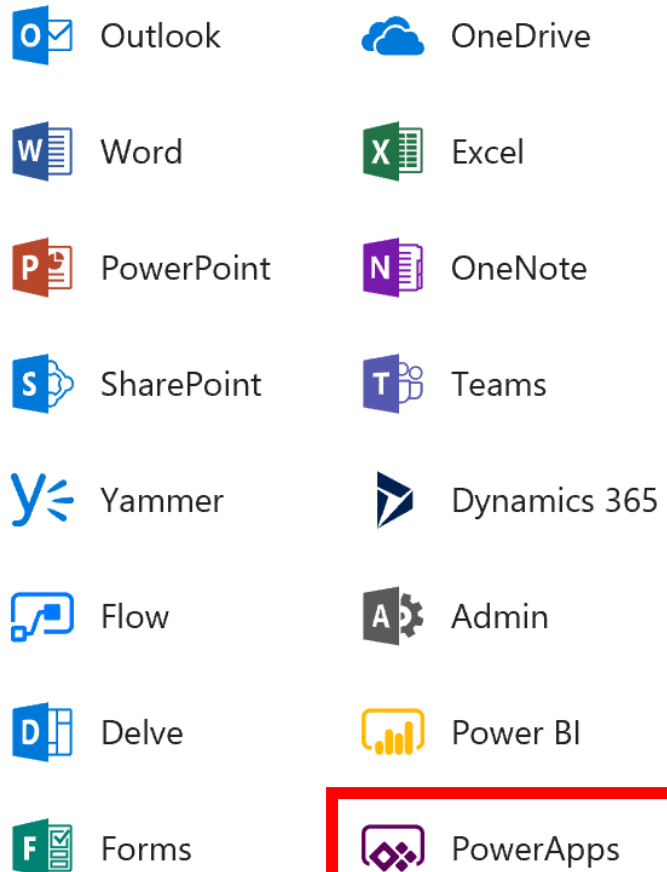 Outlook
OneDrive
Word
Excel
PowerPoint
OneNote
SharePoint
Teams
Yammer
Dynamics 365
Flow
Admin
Delve
Power BI
Forms
PowerApps